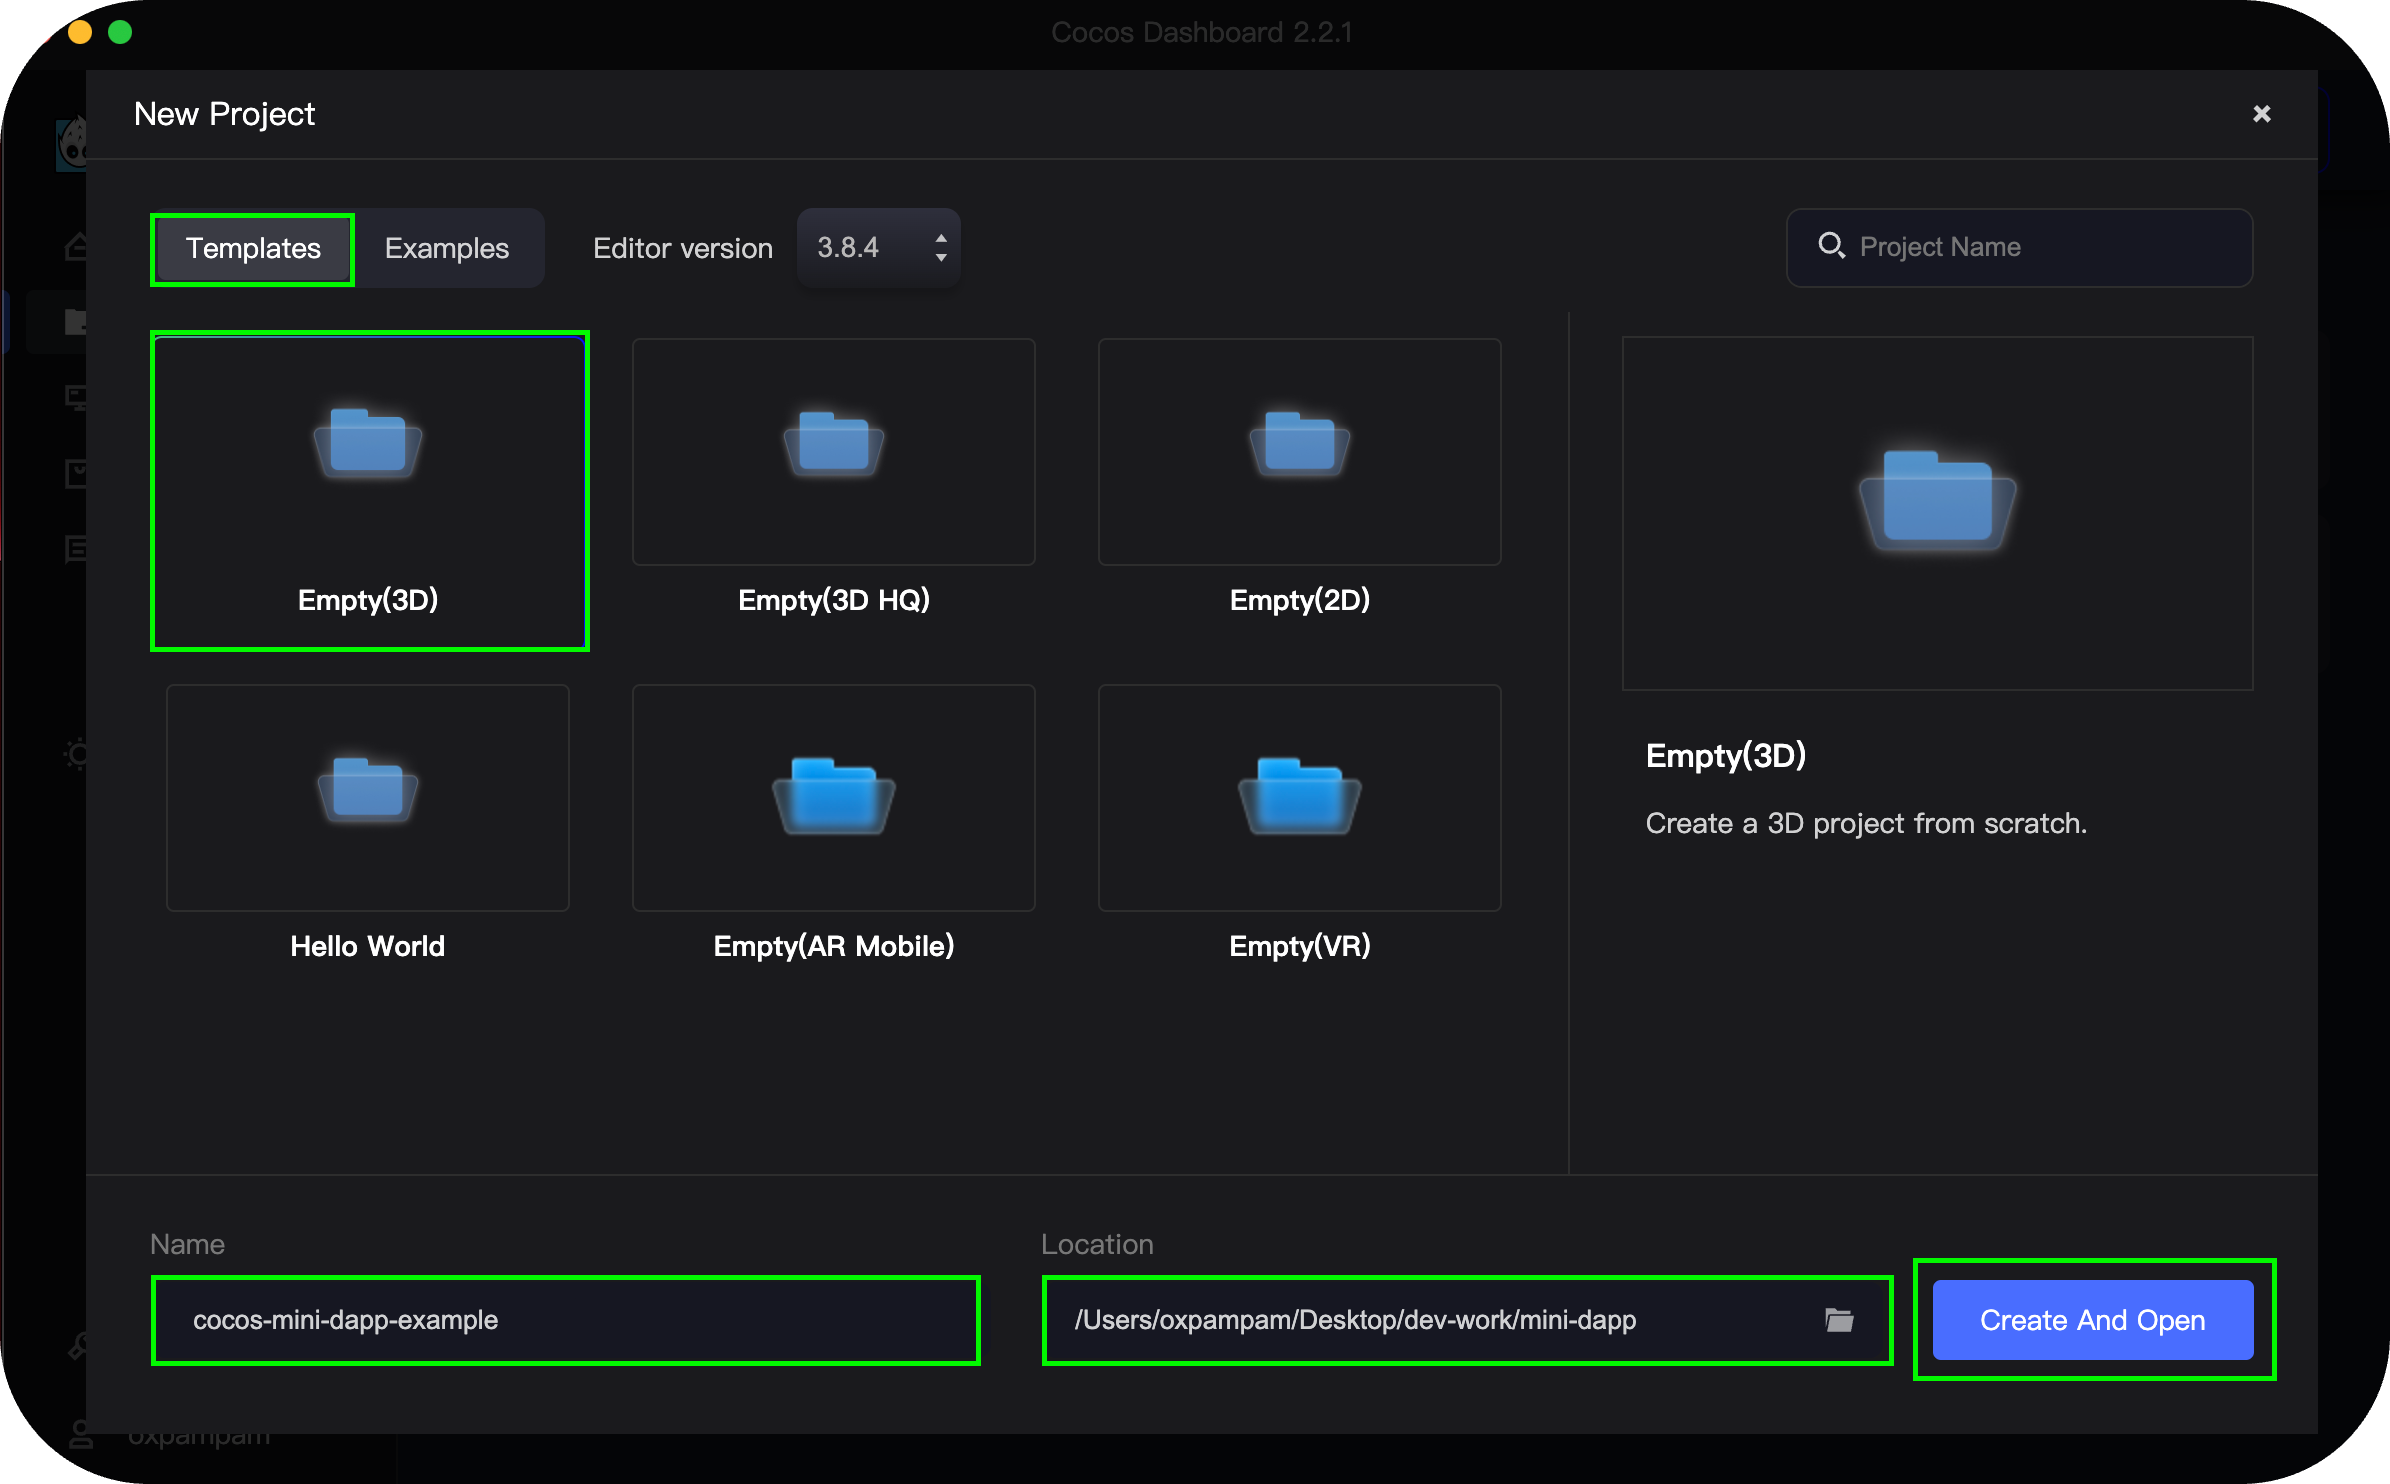 Cocos Dashboard 2.2.1
New Project
Templates Examples Editor version 3.8.4 Project Name
Empty(3D) Empty(3D HQ) Empty(2D)
Hello World Empty(AR Mobile) Empty(VR)
Empty(3D)
Create a 3D project from scratch.
Name Location
cocos-mini-dapp-example /Users/oxpampam/Desktop/dev-work/mini-dapp Create And Open
oxpampam